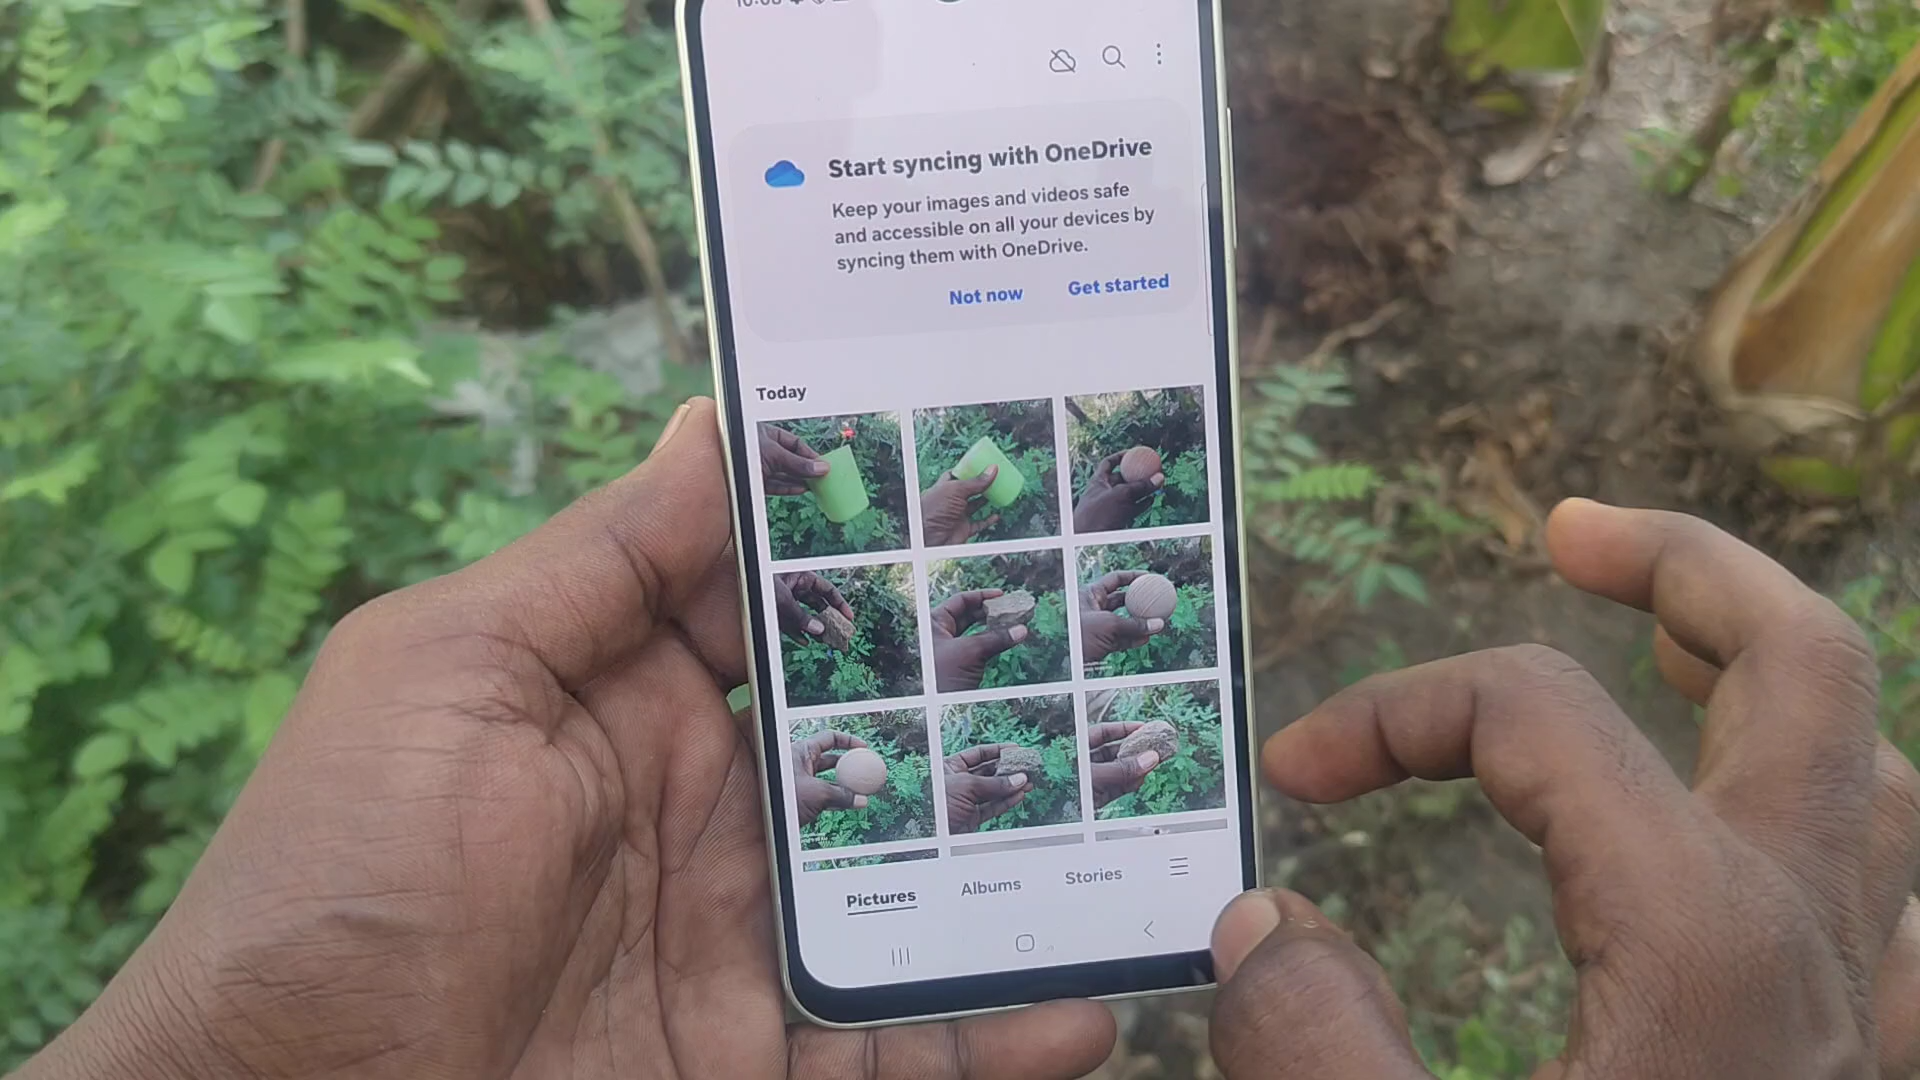 Start syncing with OneDrive
Keep your images and videos safe
and accessible on all your devices by
syncing them with OneDrive.
Not now
Get started
Today
Pictures
Albums
Stories